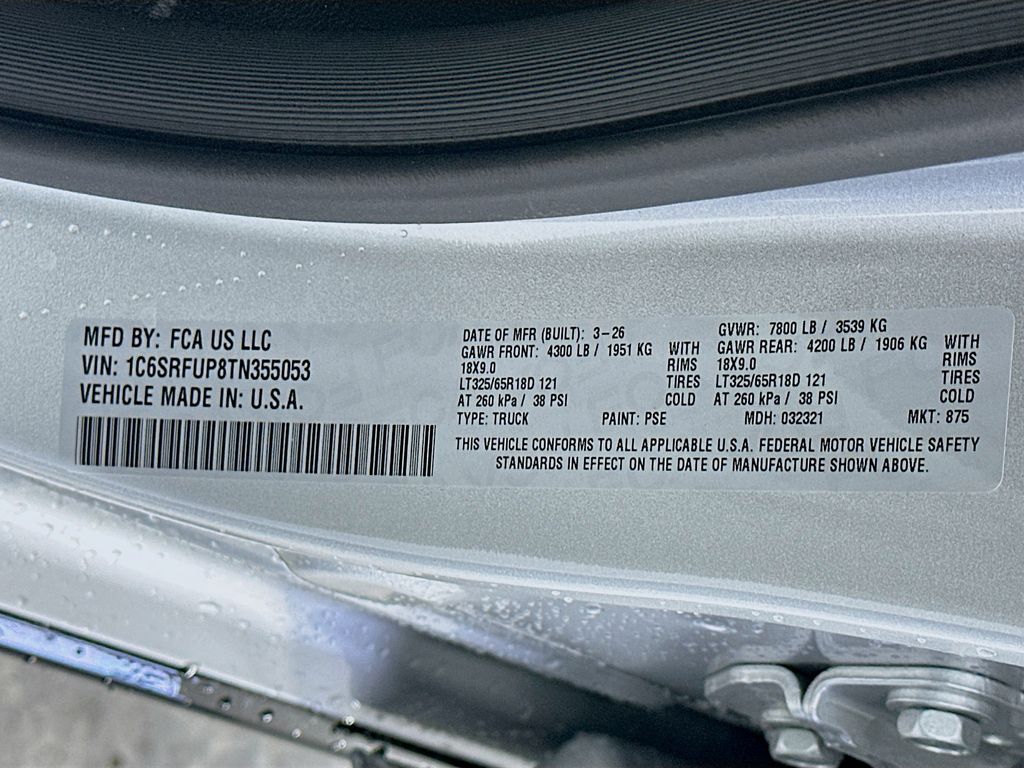 MFD BY: FCA US LLC
VIN: 1C6SRFUP8TN355053
VEHICLE MADE IN: U.S.A.
DATE OF MFR (BUILT): 3-26
GAWR FRONT: 4300 LB / 1951 KG WITH
18X9.0 RIMS
LT325/65R18D 121 TIRES
AT 260 kPa / 38 PSI COLD
GVWR: 7800 LB / 3539 KG
GAWR REAR: 4200 LB / 1906 KG WITH
18X9.0 RIMS
LT325/65R18D 121 TIRES
AT 260 kPa / 38 PSI COLD
TYPE: TRUCK PAINT: PSE MDH: 032321 MKT: 875
THIS VEHICLE CONFORMS TO ALL APPLICABLE U.S.A. FEDERAL MOTOR VEHICLE SAFETY
STANDARDS IN EFFECT ON THE DATE OF MANUFACTURE SHOWN ABOVE.